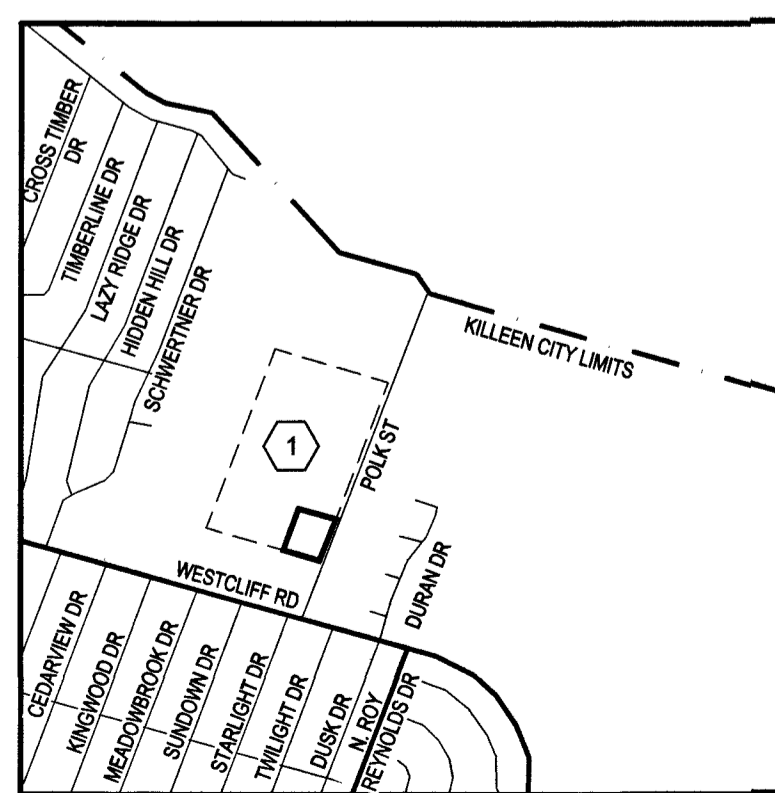 CROSS TIMBER
DR
TIMBERLINE DR
LAZY RIDGE DR
HIDDEN HILL DR
SCHWERTNER DR
KILLEEN CITY LIMITS
1
POLK ST
DURAN DR
WESTCLIFF RD
CEDARVIEW DR
KINGWOOD DR
MEADOWBROOK DR
SUNDOWN DR
STARLIGHT DR
TWILIGHT DR
DUSK DR
N. ROY
REYNOLDS DR